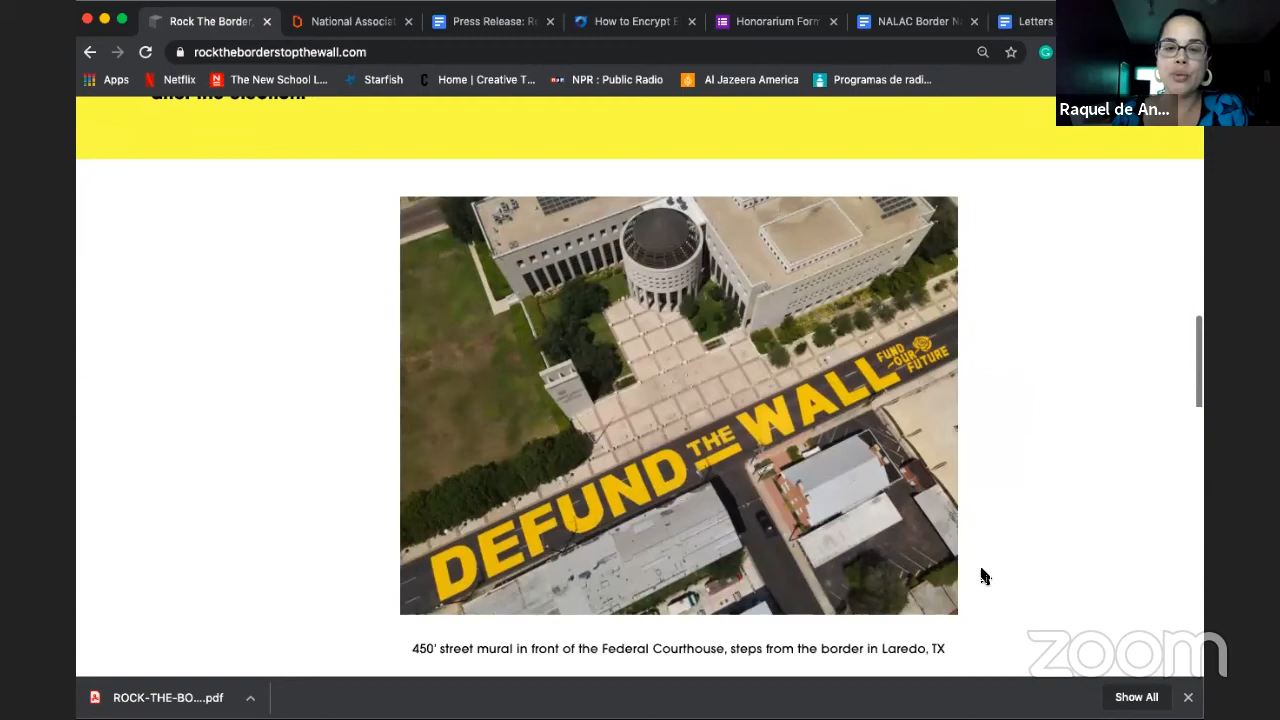 Rock The Border,
National Associat
Press Release: R
How to Encrypt E
Honorarium Form
NALAC Border N
Letters
rocktheborderstopthewall.com
Apps
Netflix
The New School L...
Starfish
Home | Creative T...
NPR : Public Radio
Al Jazeera America
Programas de radi...
Raquel de An...
after the election.
DEFUND THE WALL
FUND
OUR
FUTURE
450' street mural in front of the Federal Courthouse, steps from the border in Laredo, TX
zoom
ROCK-THE-BO....pdf
Show All